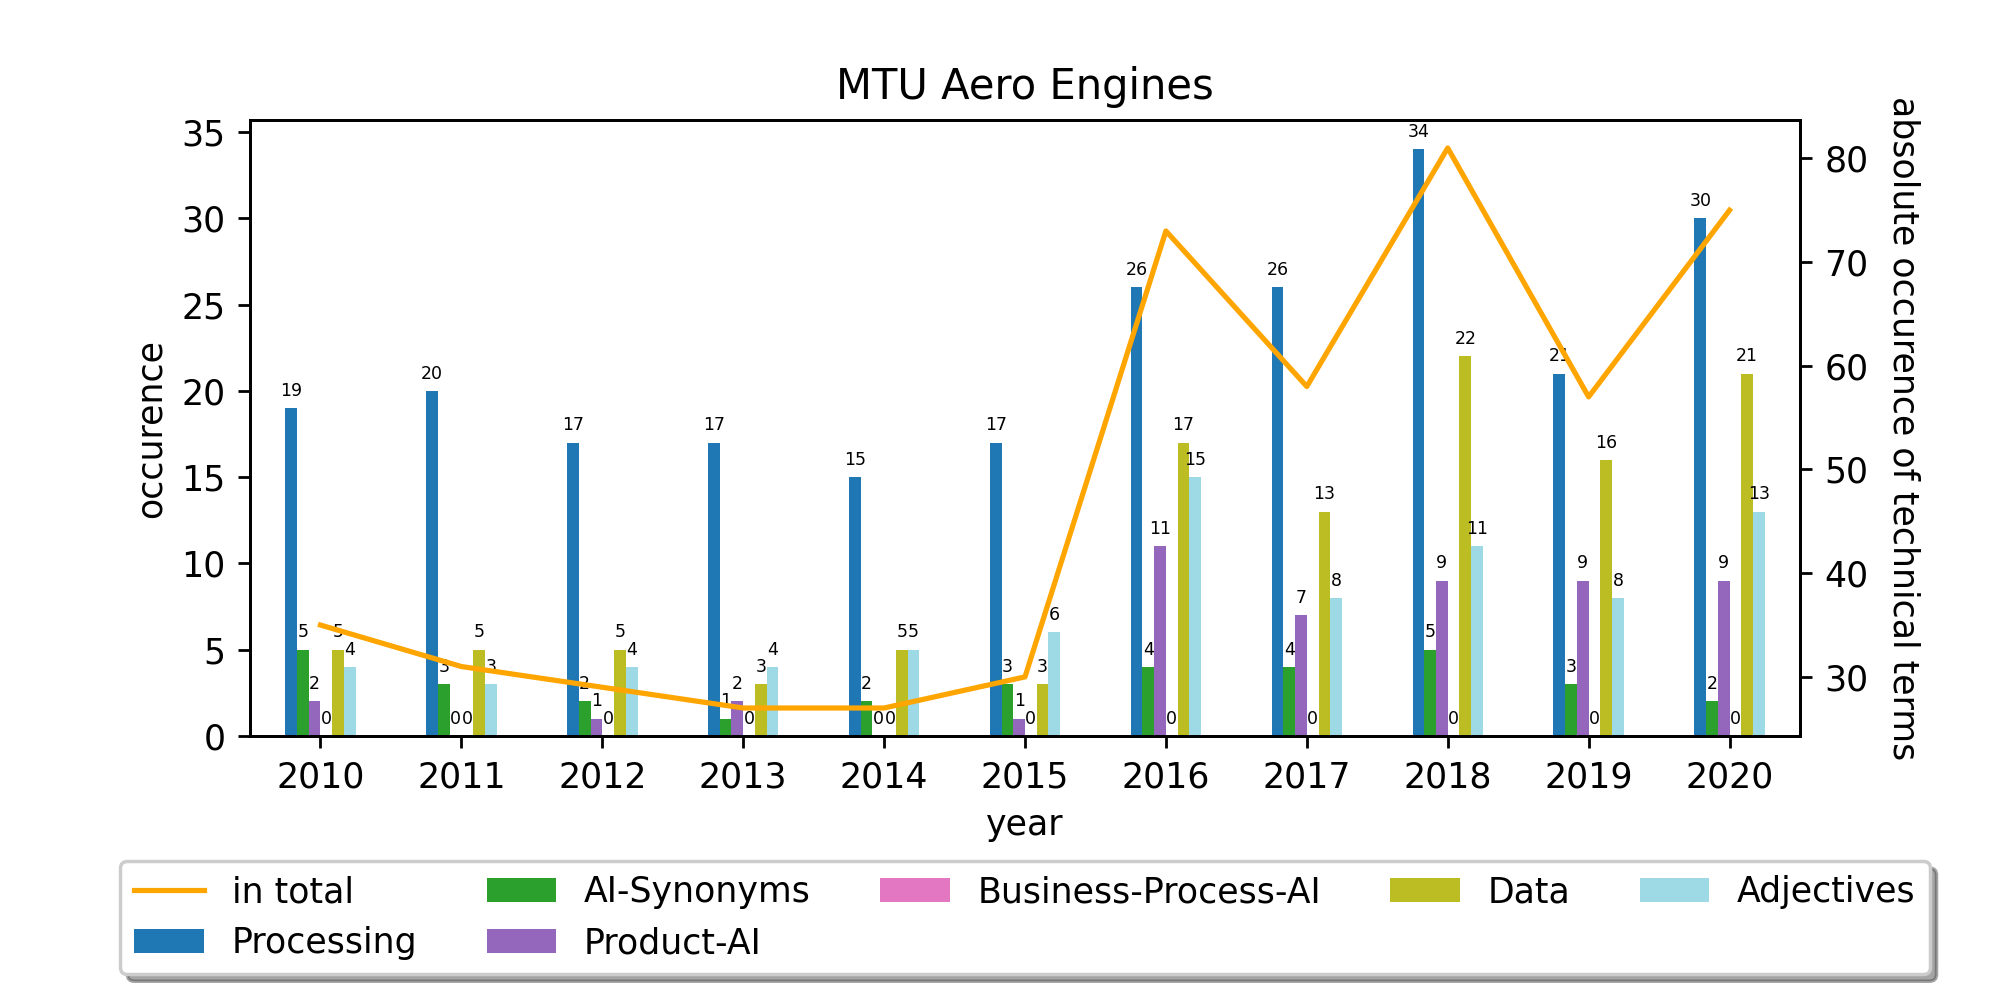 MTU Aero Engines
occurence
35
30
25
20
15
10
5
0
80
70
60
50
40
30
absolute occurence of technical terms
19 5 2 0 5 4
20 3 0 0 5 3
17 2 1 0 5 4
17 1 2 0 3 4
15 2 0 0 5 5
17 3 1 0 3 6
26 4 11 0 17 15
26 4 7 0 13 8
34 5 9 0 22 11
21 3 9 0 16 8
30 2 9 0 21 13
2010 2011 2012 2013 2014 2015 2016 2017 2018 2019 2020
year
in total AI-Synonyms Business-Process-AI Data Adjectives
Processing Product-AI